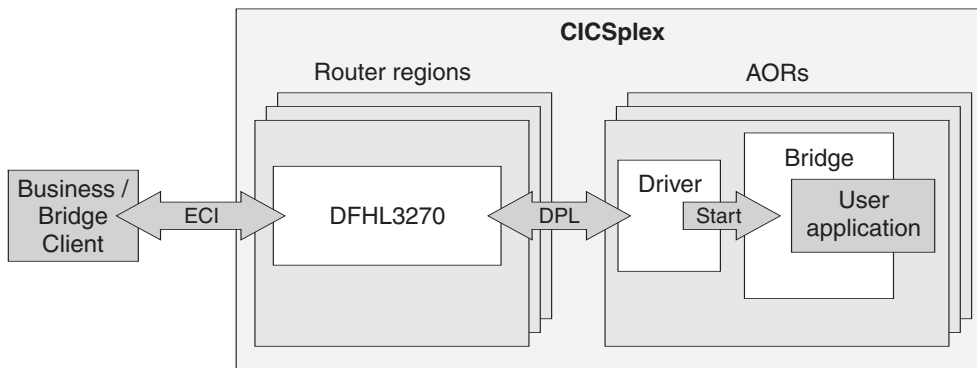 CICSplex
Router regions
AORs
Business /
Bridge
Client
ECI
DFHL3270
DPL
Driver
Start
Bridge
User
application